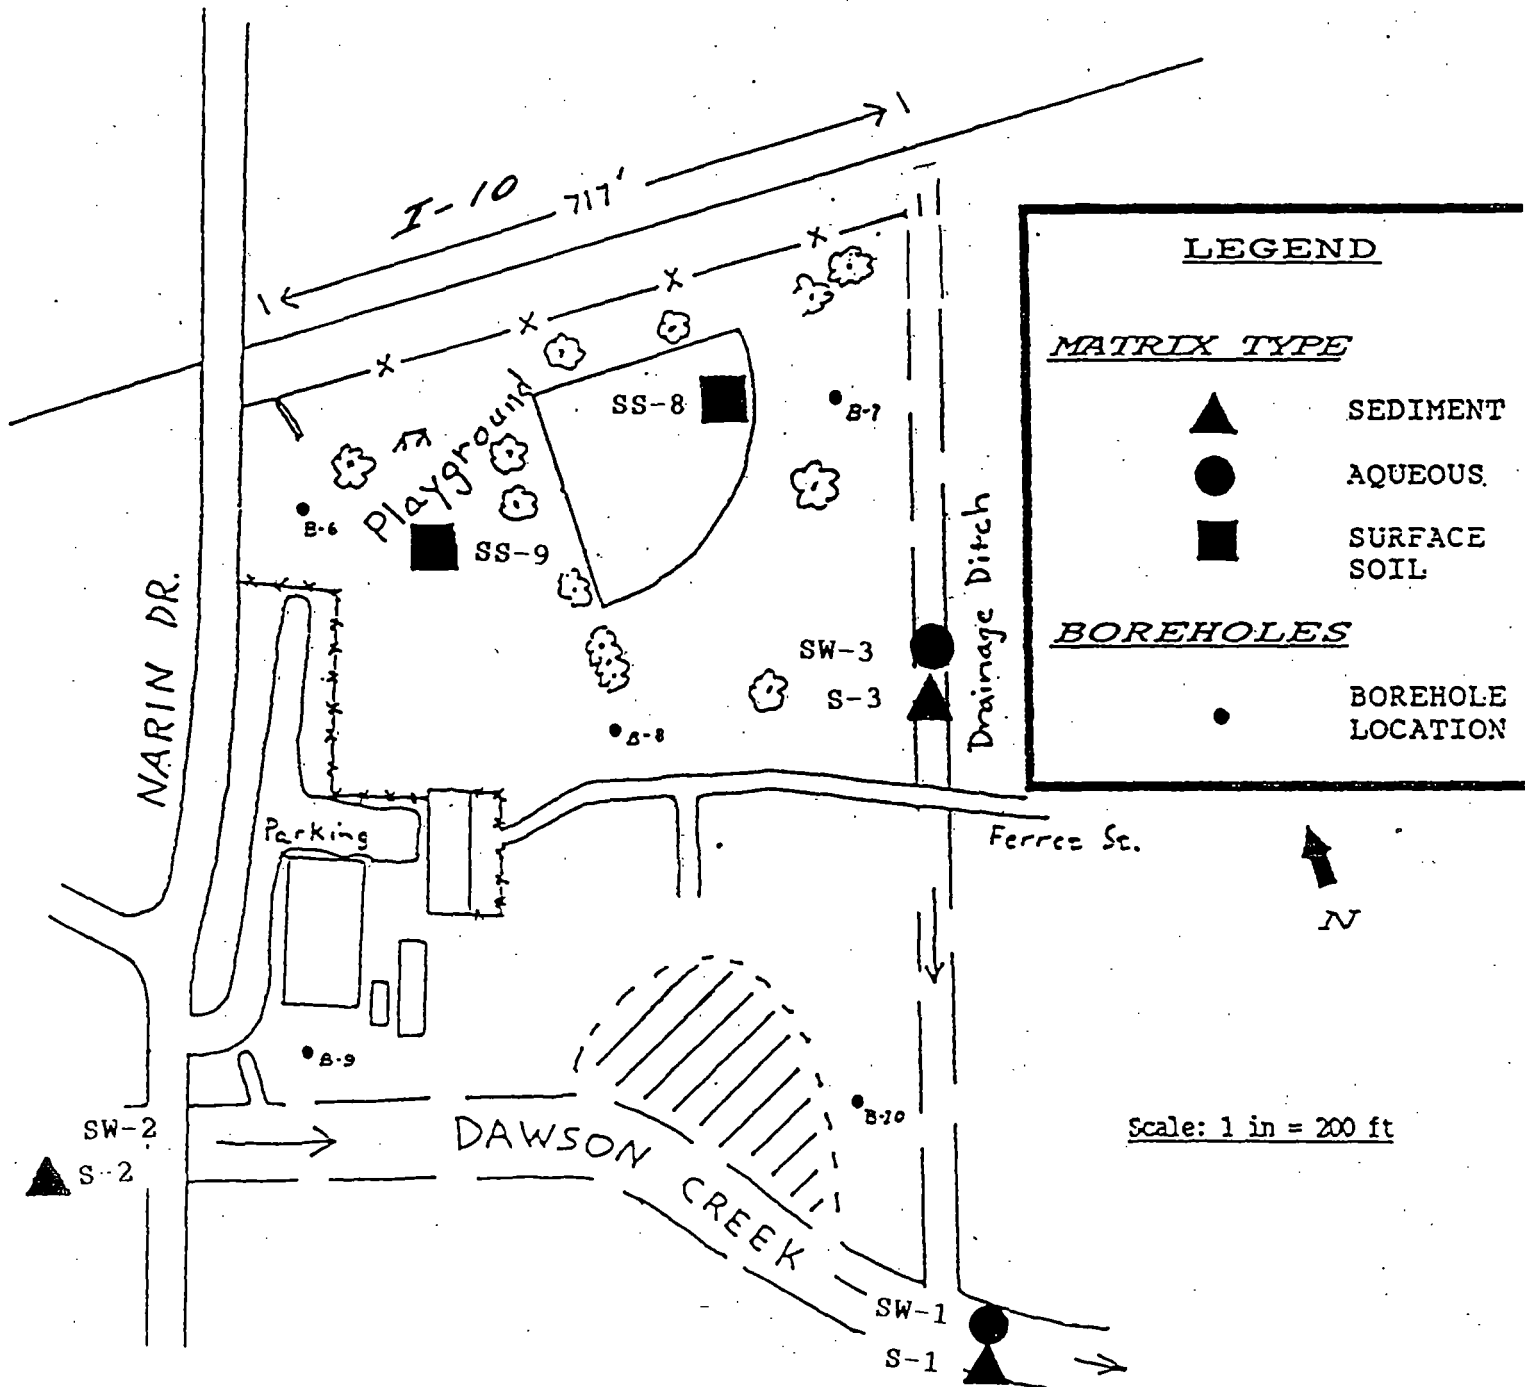 I-10
717'
LEGEND
MATRIX TYPE
SEDIMENT
AQUEOUS
SURFACE
SOIL
BOREHOLES
BOREHOLE
LOCATION
SS-8
B-7
Playground
B-6
SS-9
NARIN DR.
SW-3
S-3
Drainage Ditch
B-8
Parking
Ferree St.
N
B-9
B-10
SW-2
S-2
DAWSON CREEK
Scale: 1 in = 200 ft
SW-1
S-1